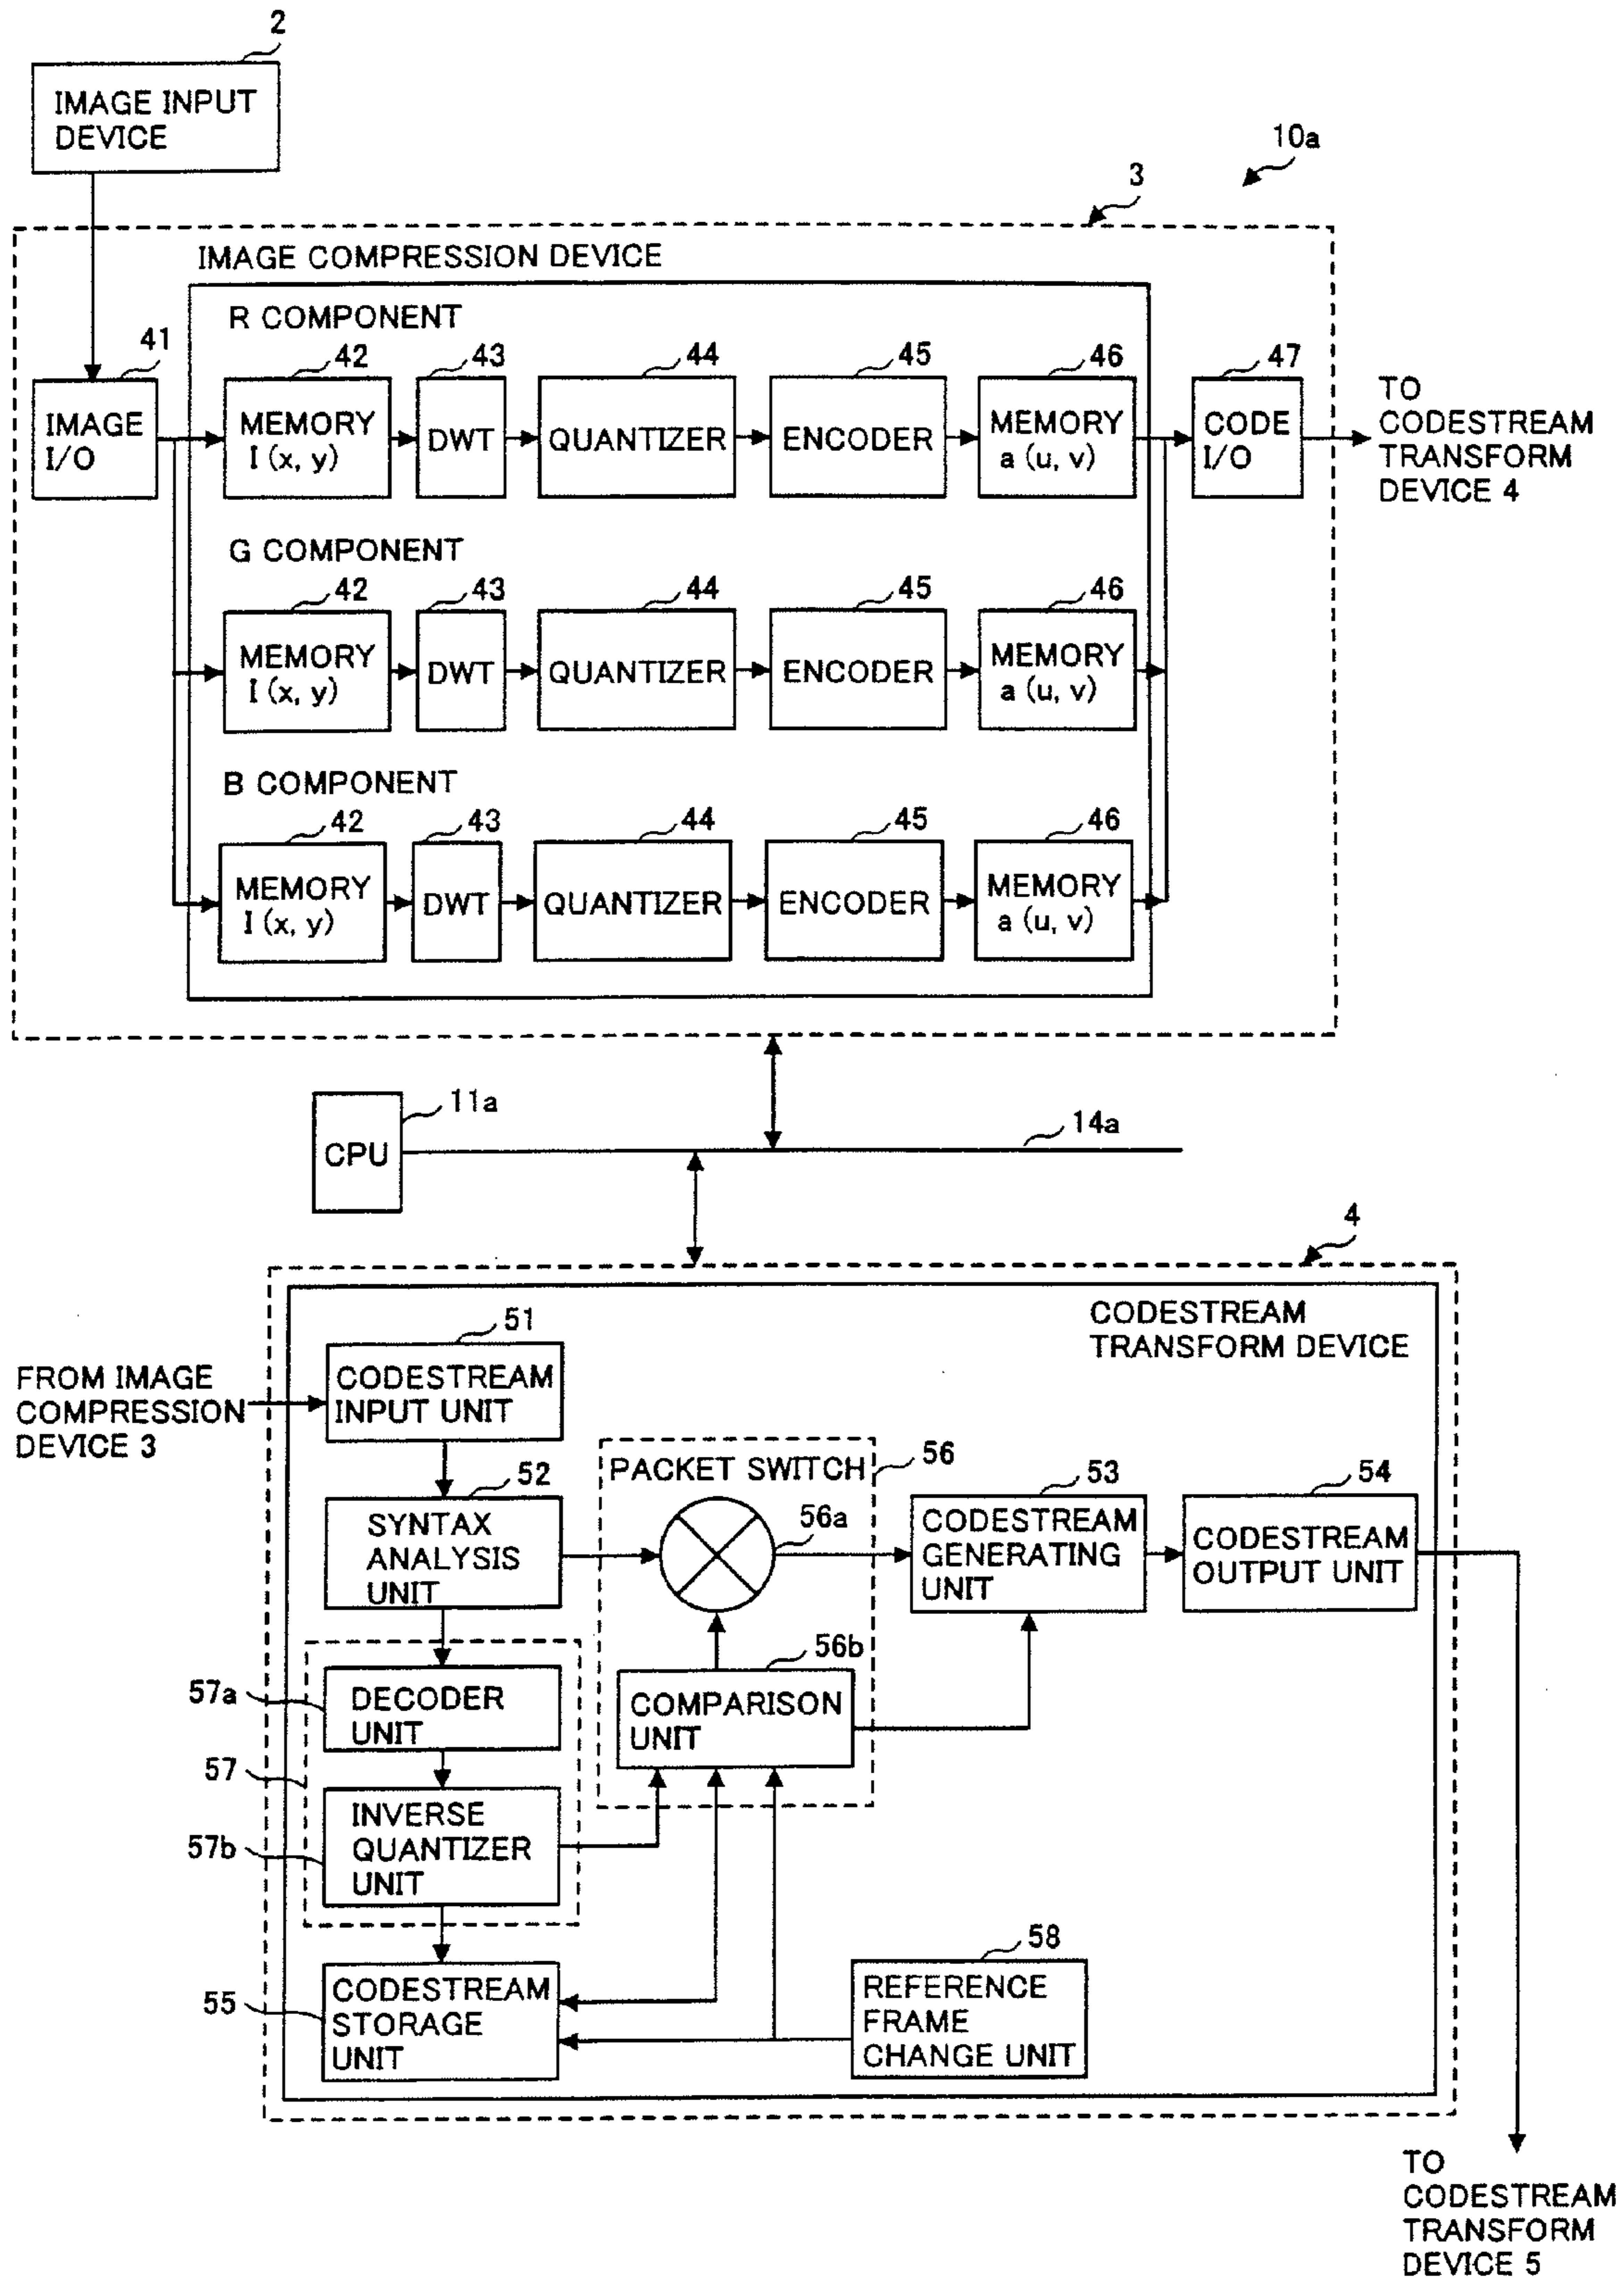 2
IMAGE INPUT
DEVICE
10a
3
IMAGE COMPRESSION DEVICE
R COMPONENT
41
42
43
44
45
46
47
IMAGE
I/O
MEMORY
I (x, y)
DWT
QUANTIZER
ENCODER
MEMORY
a (u, v)
CODE
I/O
TO
CODESTREAM
TRANSFORM
DEVICE 4
G COMPONENT
42
43
44
45
46
MEMORY
I (x, y)
DWT
QUANTIZER
ENCODER
MEMORY
a (u, v)
B COMPONENT
42
43
44
45
46
MEMORY
I (x, y)
DWT
QUANTIZER
ENCODER
MEMORY
a (u, v)
11a
CPU
14a
4
CODESTREAM
TRANSFORM DEVICE
51
FROM IMAGE
COMPRESSION
DEVICE 3
CODESTREAM
INPUT UNIT
52
SYNTAX
ANALYSIS
UNIT
PACKET SWITCH
56
56a
53
CODESTREAM
GENERATING
UNIT
54
CODESTREAM
OUTPUT UNIT
56b
COMPARISON
UNIT
57a
DECODER
UNIT
57
57b
INVERSE
QUANTIZER
UNIT
55
CODESTREAM
STORAGE
UNIT
58
REFERENCE
FRAME
CHANGE UNIT
TO
CODESTREAM
TRANSFORM
DEVICE 5